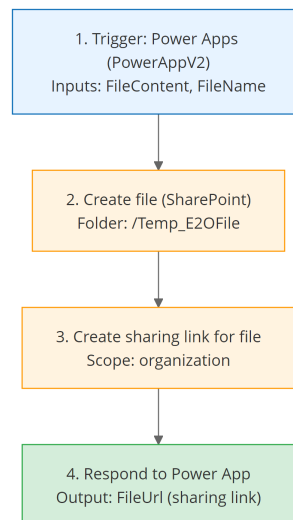 1. Trigger: Power Apps
(PowerAppV2)
Inputs: FileContent, FileName
2. Create file (SharePoint)
Folder: /Temp_E2OFile
3. Create sharing link for file
Scope: organization
4. Respond to Power App
Output: FileUrl (sharing link)